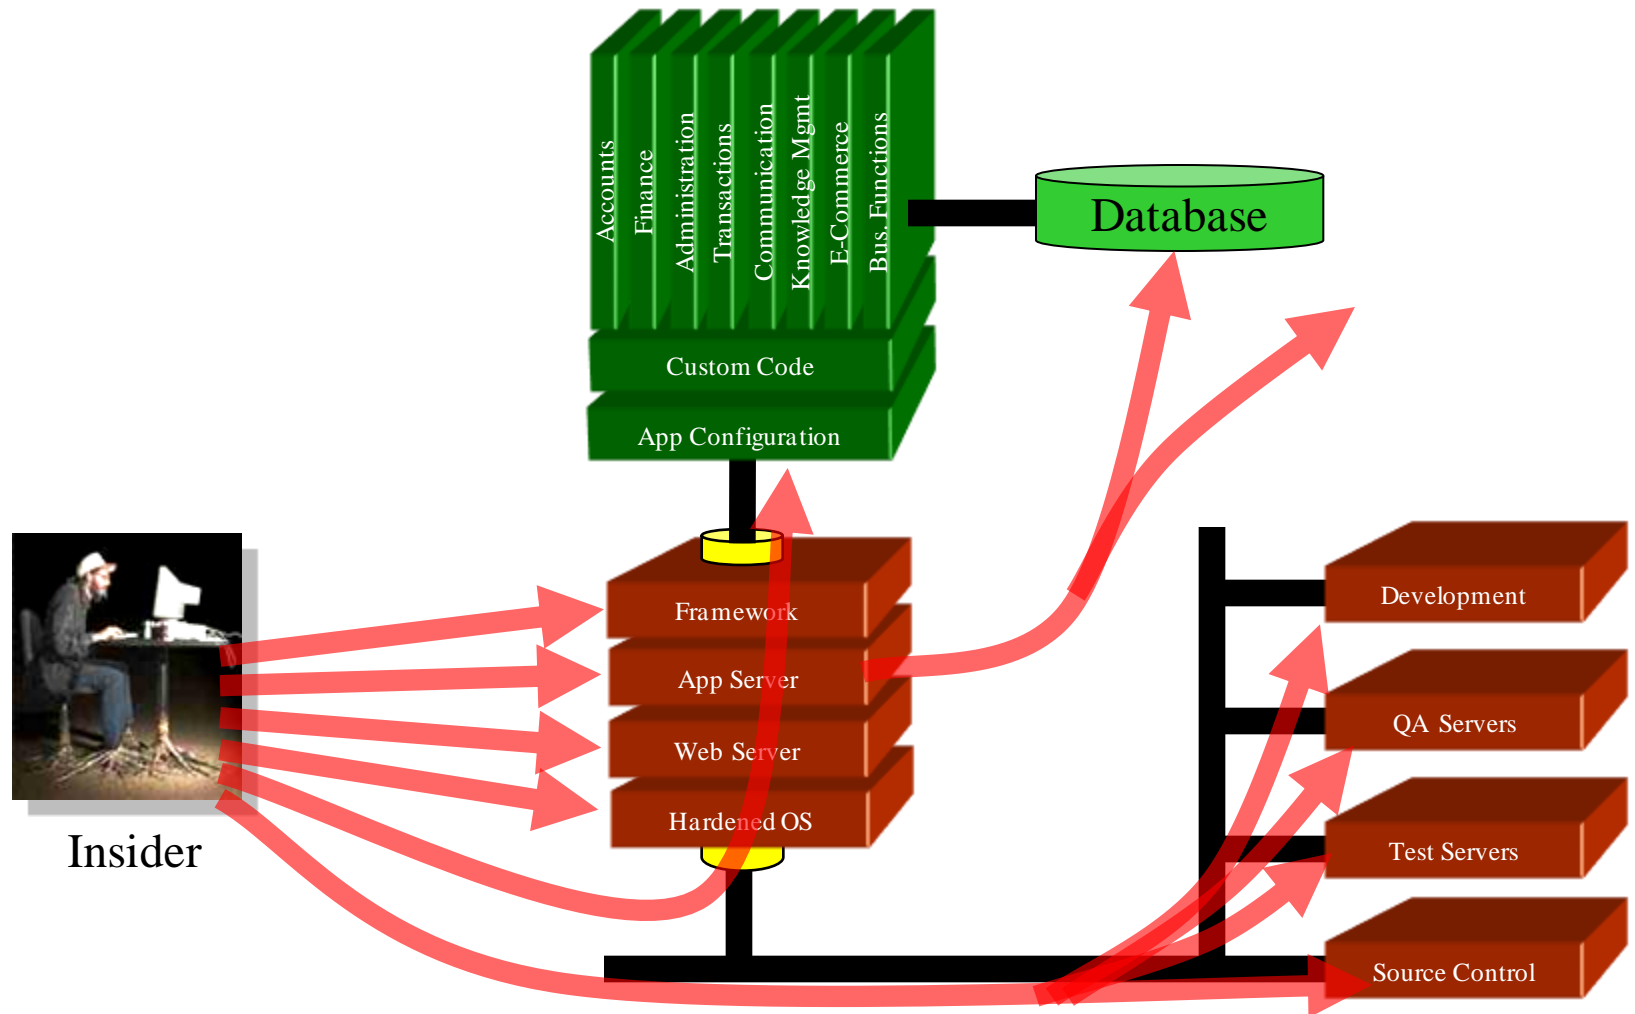 Accounts
Finance
Administration
Transactions
Communication
Knowledge Mgmt
E-Commerce
Bus. Functions
Database
Custom Code
App Configuration
Framework
App Server
Web Server
Hardened OS
Insider
Development
QA Servers
Test Servers
Source Control